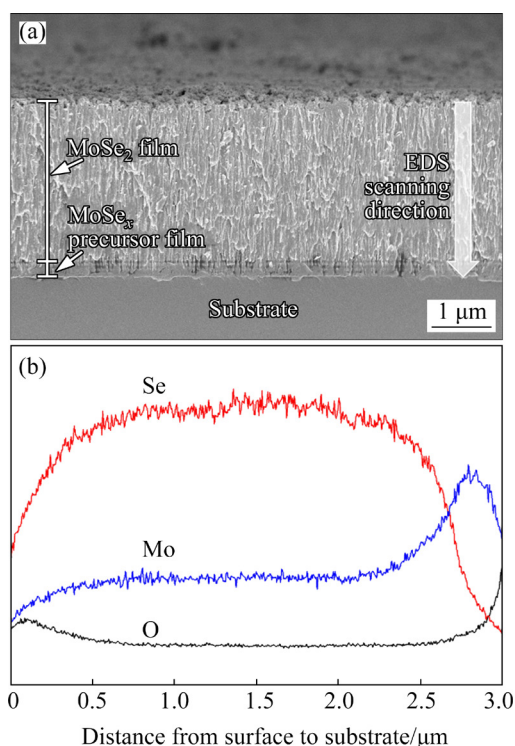 (a)
MoSe₂ film
MoSeₓ
precursor film
EDS
scanning
direction
Substrate
1 μm
(b)
Se
Mo
O
0 0.5 1.0 1.5 2.0 2.5 3.0
Distance from surface to substrate/μm